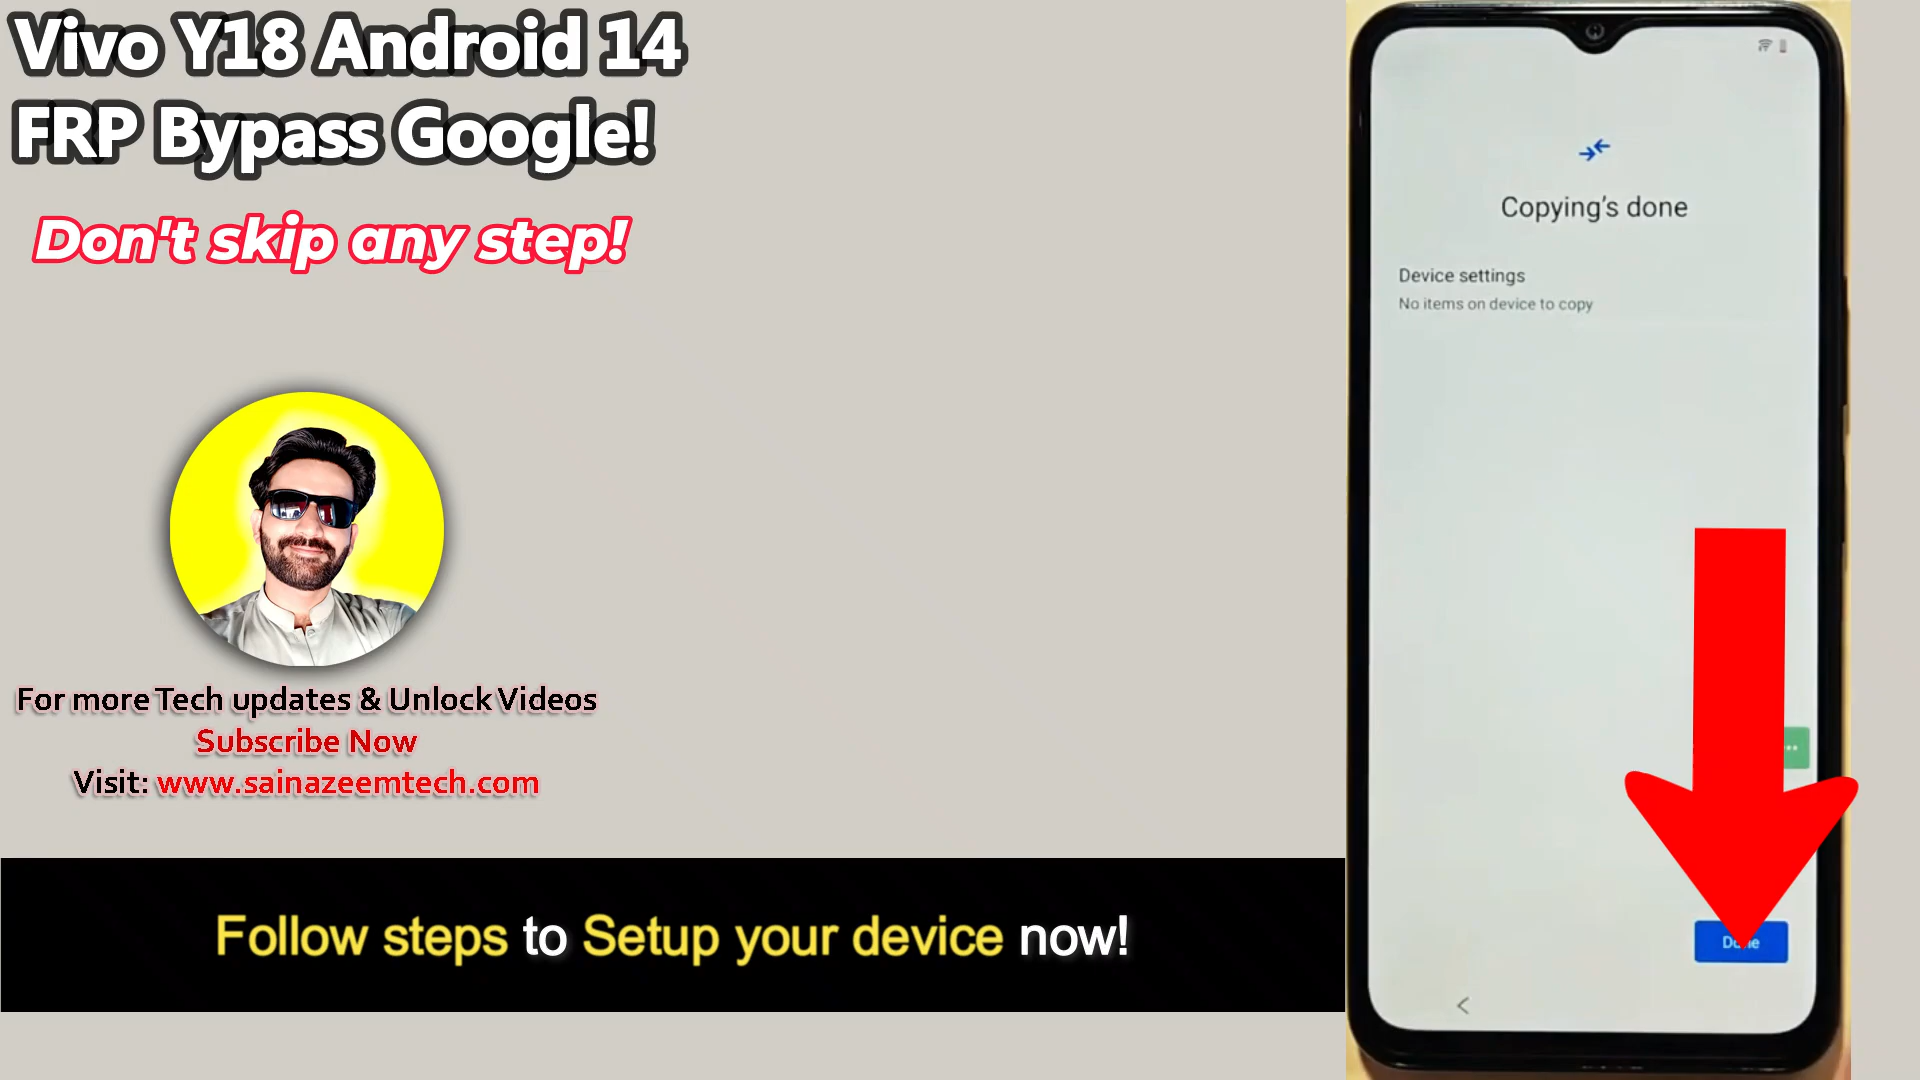 Vivo Y18 Android 14
FRP Bypass Google!
Don't skip any step!
For more Tech updates & Unlock Videos
Subscribe Now
Visit: www.sainazeemtech.com
Follow steps to Setup your device now!
Copying's done
Device settings
No items on device to copy